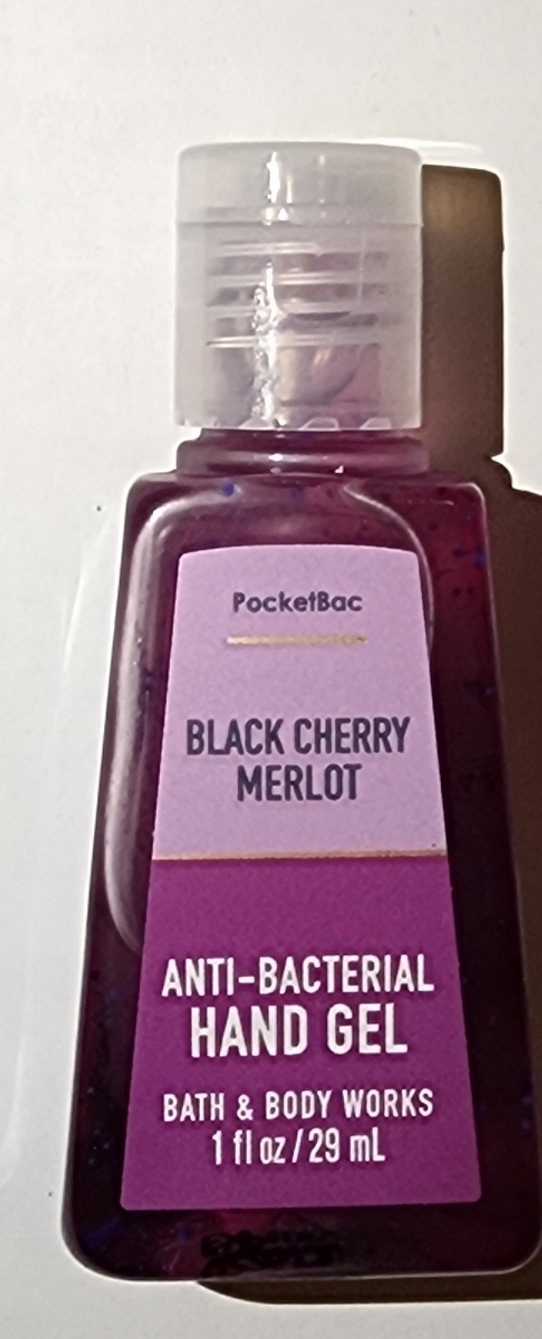 PocketBac
BLACK CHERRY
MERLOT
ANTI-BACTERIAL
HAND GEL
BATH & BODY WORKS
1 fl oz / 29 mL